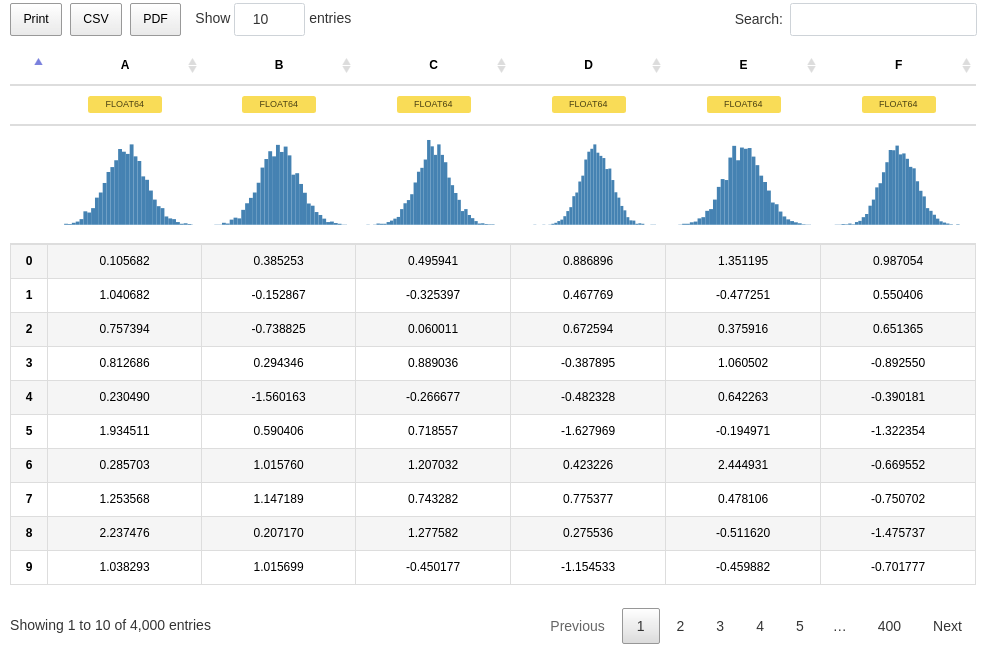 Print CSV PDF Show 10 entries Search:
A B C D E F
FLOAT64 FLOAT64 FLOAT64 FLOAT64 FLOAT64 FLOAT64
0 0.105682 0.385253 0.495941 0.886896 1.351195 0.987054
1 1.040682 -0.152867 -0.325397 0.467769 -0.477251 0.550406
2 0.757394 -0.738825 0.060011 0.672594 0.375916 0.651365
3 0.812686 0.294346 0.889036 -0.387895 1.060502 -0.892550
4 0.230490 -1.560163 -0.266677 -0.482328 0.642263 -0.390181
5 1.934511 0.590406 0.718557 -1.627969 -0.194971 -1.322354
6 0.285703 1.015760 1.207032 0.423226 2.444931 -0.669552
7 1.253568 1.147189 0.743282 0.775377 0.478106 -0.750702
8 2.237476 0.207170 1.277582 0.275536 -0.511620 -1.475737
9 1.038293 1.015699 -0.450177 -1.154533 -0.459882 -0.701777
Showing 1 to 10 of 4,000 entries Previous 1 2 3 4 5 … 400 Next